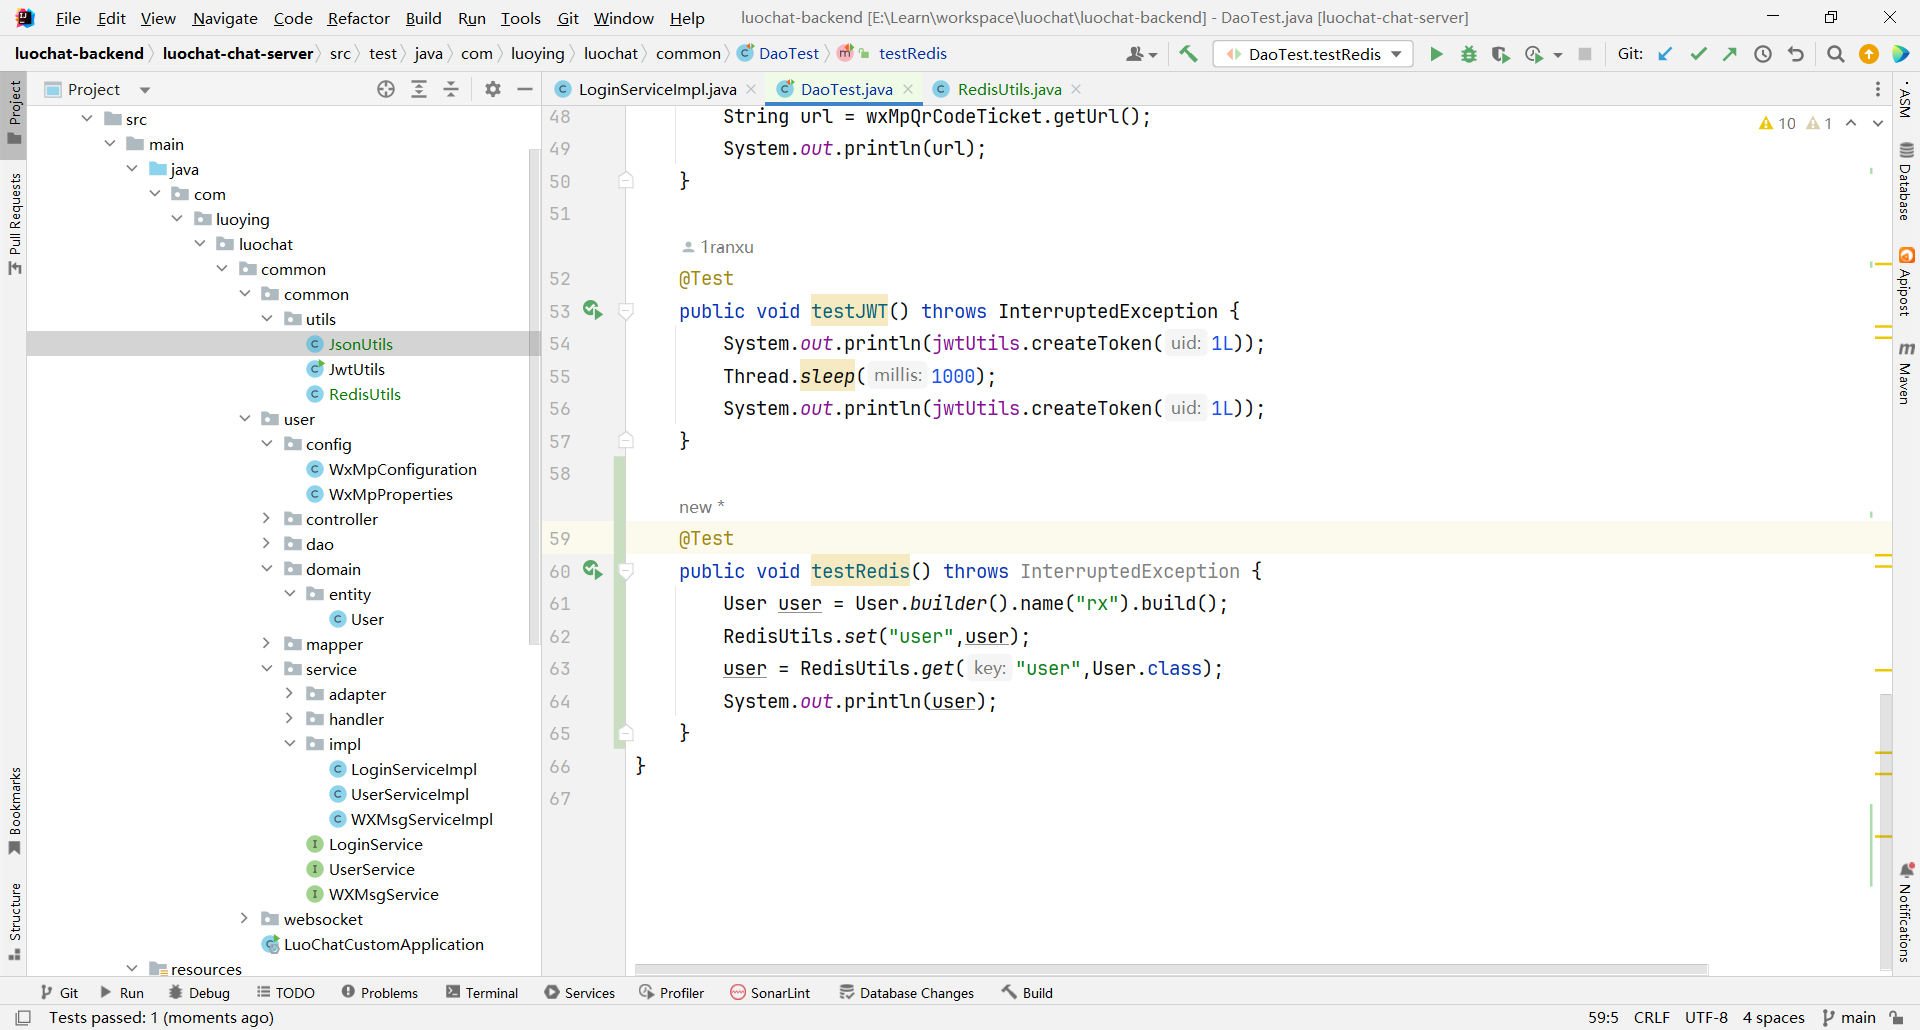 File Edit View Navigate Code Refactor Build Run Tools Git Window Help luochat-backend [E:\Learn\workspace\luochat\luochat-backend] - DaoTest.java [luochat-chat-server]
luochat-backend luochat-chat-server src test java com luoying luochat common DaoTest testRedis DaoTest.testRedis Git:
Project LoginServiceImpl.java DaoTest.java RedisUtils.java
10 1
Project
Pull Requests
Bookmarks
Structure
src
main
java
com
luoying
luochat
common
common
utils
JsonUtils
JwtUtils
RedisUtils
user
config
WxMpConfiguration
WxMpProperties
controller
dao
domain
entity
User
mapper
service
adapter
handler
impl
LoginServiceImpl
UserServiceImpl
WXMsgServiceImpl
LoginService
UserService
WXMsgService
websocket
LuoChatCustomApplication
resources
48 String url = wxMpQrCodeTicket.getUrl();
49 System.out.println(url);
50 }
51
1ranxu
52 @Test
53 public void testJWT() throws InterruptedException {
54 System.out.println(jwtUtils.createToken( uid: 1L));
55 Thread.sleep( millis: 1000);
56 System.out.println(jwtUtils.createToken( uid: 1L));
57 }
58
new *
59 @Test
60 public void testRedis() throws InterruptedException {
61 User user = User.builder().name("rx").build();
62 RedisUtils.set("user",user);
63 user = RedisUtils.get( key: "user",User.class);
64 System.out.println(user);
65 }
66 }
67
ASM
Database
Apipost
Maven
Notifications
Git Run Debug TODO Problems Terminal Services Profiler SonarLint Database Changes Build
Tests passed: 1 (moments ago) 59:5 CRLF UTF-8 4 spaces main